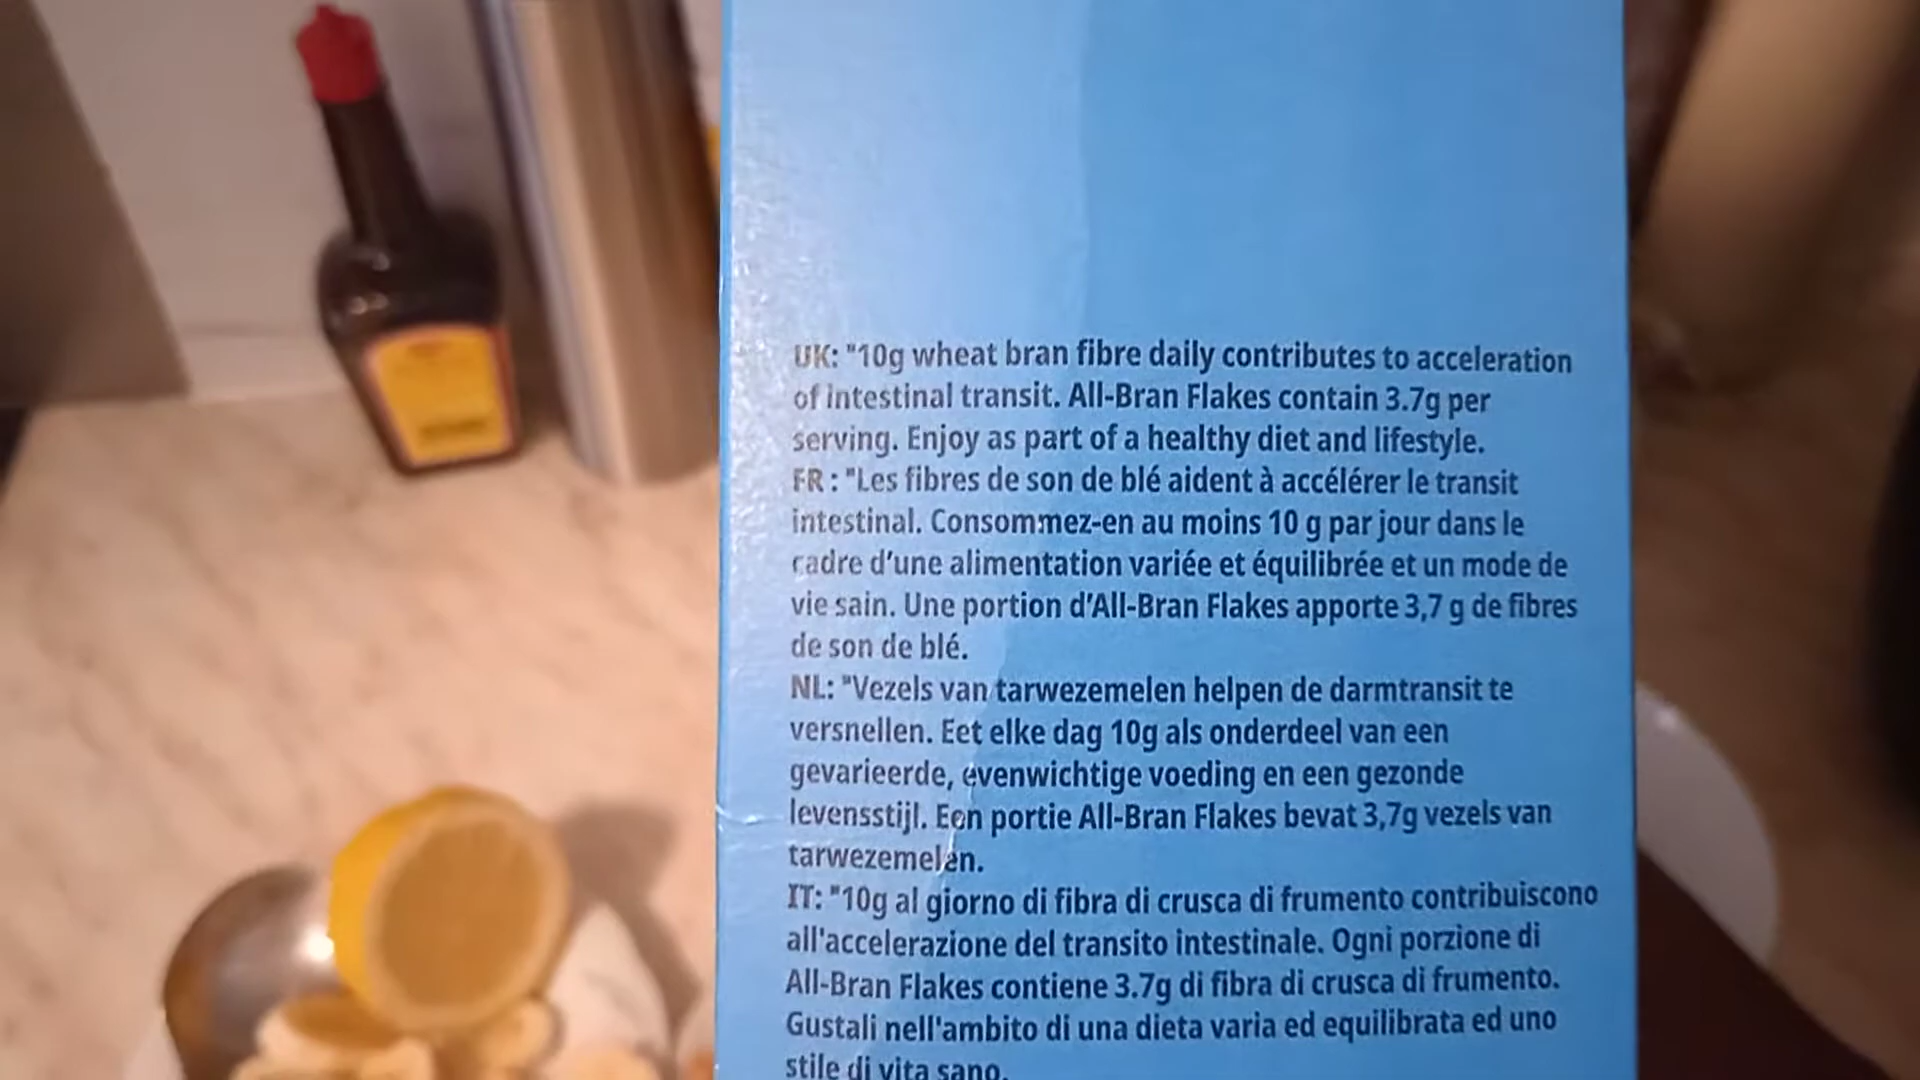 UK: "10g wheat bran fibre daily contributes to acceleration
of intestinal transit. All-Bran Flakes contain 3.7g per
serving. Enjoy as part of a healthy diet and lifestyle.
FR : "Les fibres de son de blé aident à accélérer le transit
intestinal. Consommez-en au moins 10 g par jour dans le
cadre d’une alimentation variée et équilibrée et un mode de
vie sain. Une portion d’All-Bran Flakes apporte 3,7 g de fibres
de son de blé.
NL: "Vezels van tarwezemelen helpen de darmtransit te
versnellen. Eet elke dag 10g als onderdeel van een
gevarieerde, evenwichtige voeding en een gezonde
levensstijl. Een portie All-Bran Flakes bevat 3,7g vezels van
tarwezemelen.
IT: "10g al giorno di fibra di crusca di frumento contribuiscono
all'accelerazione del transito intestinale. Ogni porzione di
All-Bran Flakes contiene 3.7g di fibra di crusca di frumento.
Gustali nell'ambito di una dieta varia ed equilibrata ed uno
stile di vita sano.